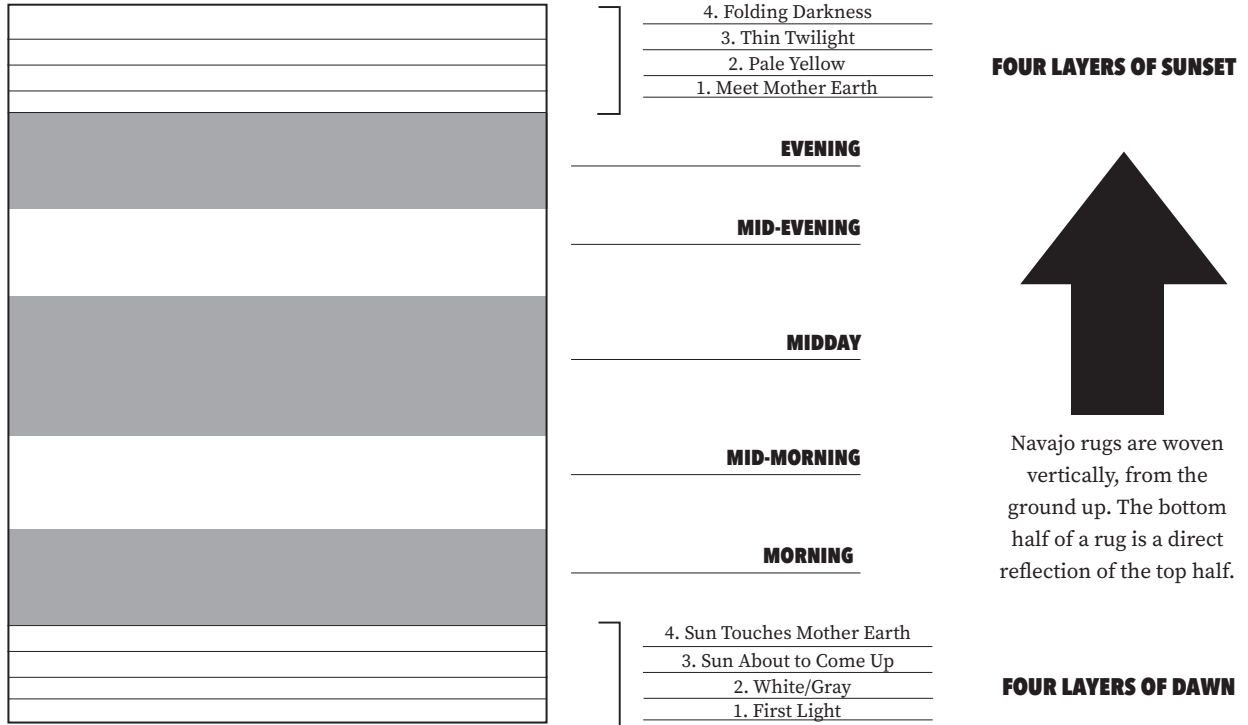 4. Folding Darkness
3. Thin Twilight
2. Pale Yellow
1. Meet Mother Earth
FOUR LAYERS OF SUNSET
EVENING
MID-EVENING
MIDDAY
MID-MORNING
MORNING
Navajo rugs are woven
vertically, from the
ground up. The bottom
half of a rug is a direct
reflection of the top half.
4. Sun Touches Mother Earth
3. Sun About to Come Up
2. White/Gray
1. First Light
FOUR LAYERS OF DAWN